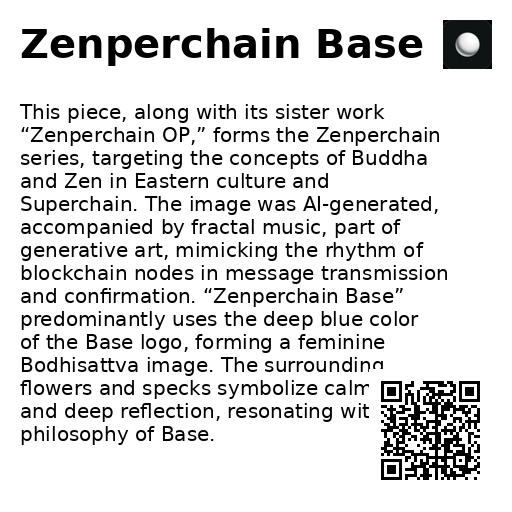 Zenperchain Base
This piece, along with its sister work
“Zenperchain OP,” forms the Zenperchain
series, targeting the concepts of Buddha
and Zen in Eastern culture and
Superchain. The image was AI-generated,
accompanied by fractal music, part of
generative art, mimicking the rhythm of
blockchain nodes in message transmission
and confirmation. “Zenperchain Base”
predominantly uses the deep blue color
of the Base logo, forming a feminine
Bodhisattva image. The surrounding
flowers and specks symbolize calm
and deep reflection, resonating wit
philosophy of Base.